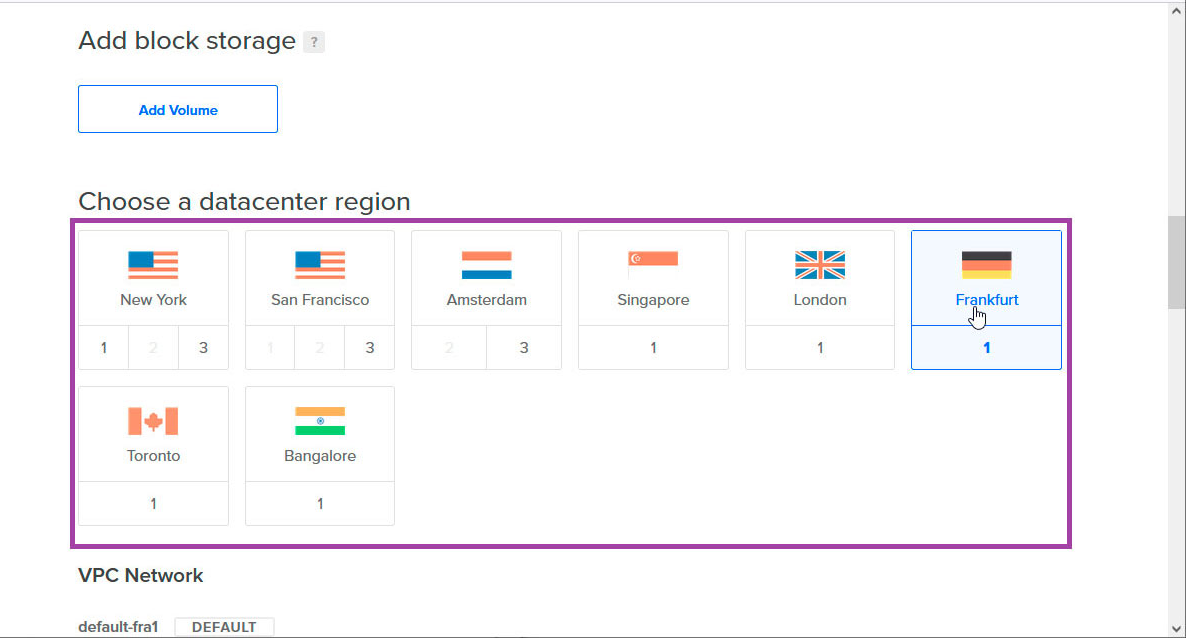 Add block storage ?
Add Volume
Choose a datacenter region
New York San Francisco Amsterdam Singapore London Frankfurt
1 2 3 1 2 3 2 3 1 1 1
Toronto Bangalore
1 1
VPC Network
default-fra1 DEFAULT